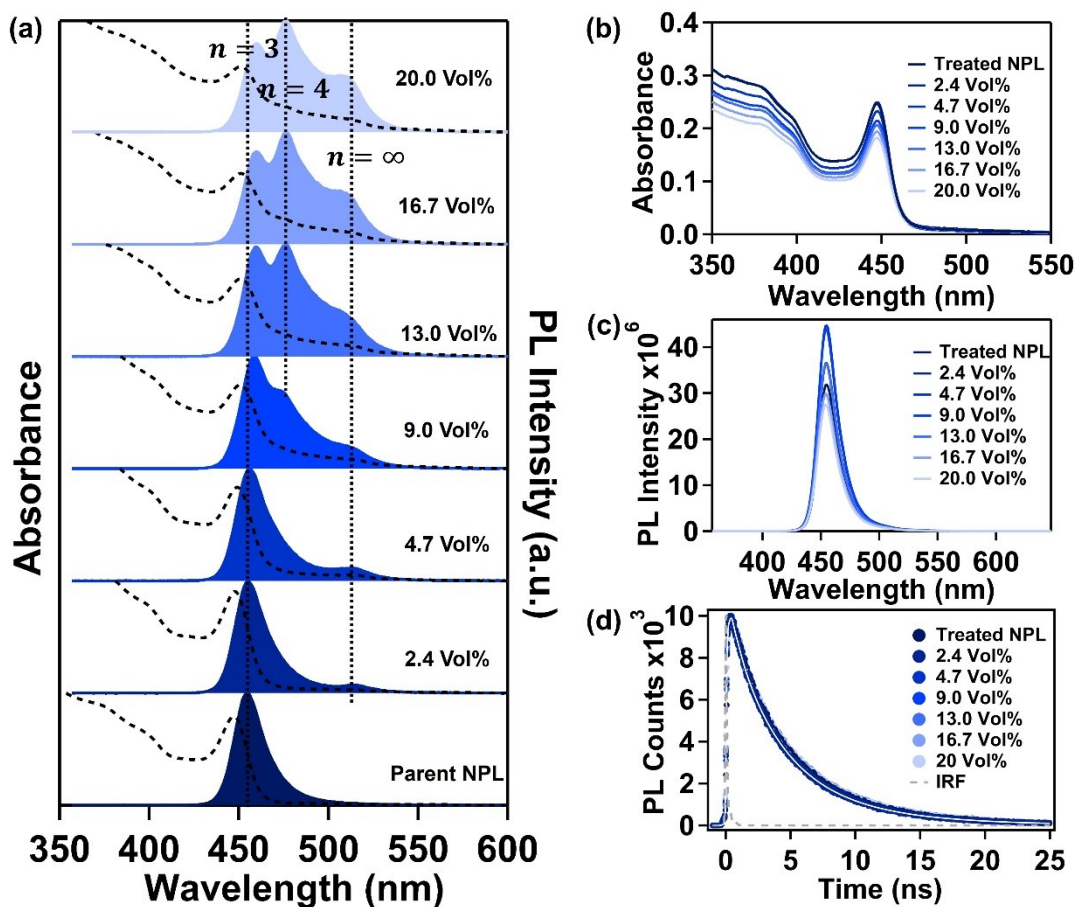 (a)
Absorbance
PL Intensity (a.u.)
n = 3
n = 4
n = ∞
20.0 Vol%
16.7 Vol%
13.0 Vol%
9.0 Vol%
4.7 Vol%
2.4 Vol%
Parent NPL
350 400 450 500 550 600
Wavelength (nm)
(b)
Absorbance
0.4
0.3
0.2
0.1
0.0
Treated NPL
2.4 Vol%
4.7 Vol%
9.0 Vol%
13.0 Vol%
16.7 Vol%
20.0 Vol%
350 400 450 500 550
Wavelength (nm)
(c)
PL Intensity x10⁶
40
30
20
10
0
Treated NPL
2.4 Vol%
4.7 Vol%
9.0 Vol%
13.0 Vol%
16.7 Vol%
20.0 Vol%
400 450 500 550 600
Wavelength (nm)
(d)
PL Counts x10³
10
8
6
4
2
0
Treated NPL
2.4 Vol%
4.7 Vol%
9.0 Vol%
13.0 Vol%
16.7 Vol%
20 Vol%
IRF
0 5 10 15 20 25
Time (ns)